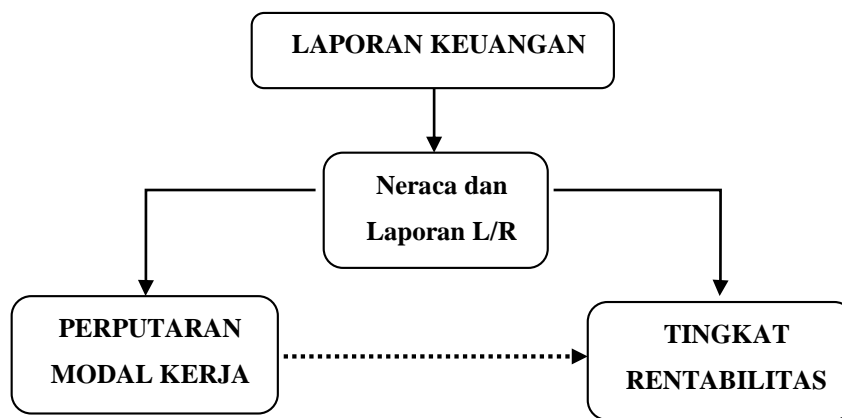 LAPORAN KEUANGAN
Neraca dan
Laporan L/R
PERPUTARAN
MODAL KERJA
TINGKAT
RENTABILITAS